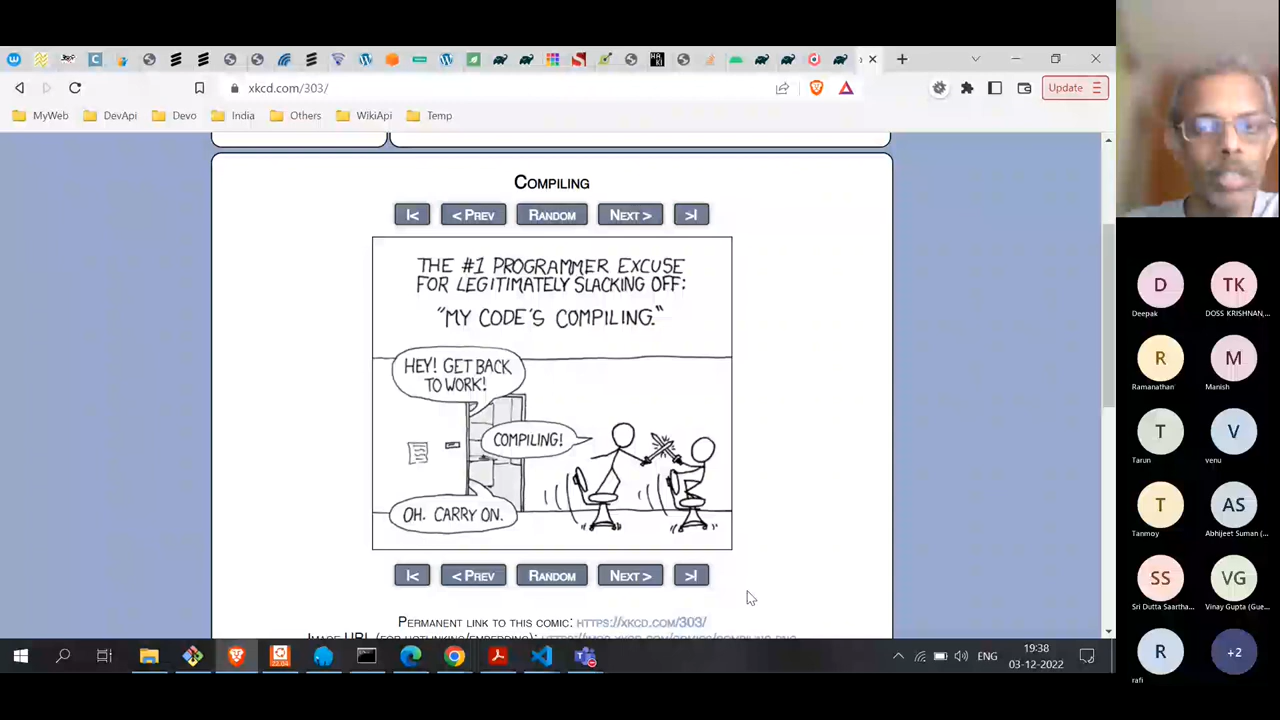 xkcd.com/303/
Update
MyWeb
DevApi
Devo
India
Others
WikiApi
Temp
Compiling
|<
< Prev
Random
Next >
>|
THE #1 PROGRAMMER EXCUSE
FOR LEGITIMATELY SLACKING OFF:
"MY CODE'S COMPILING."
HEY! GET BACK
TO WORK!
COMPILING!
OH. CARRY ON.
|<
< Prev
Random
Next >
>|
Permanent link to this comic: https://xkcd.com/303/
D
Deepak
TK
DOSS KRISHNAN,...
R
Ramanathan
M
Manish
T
Tarun
V
venu
T
Tanmoy
AS
Abhijeet Suman (...
SS
Sri Dutta Saartha...
VG
Vinay Gupta (Gue...
R
rafi
+2
22.04
ENG
19:38
03-12-2022